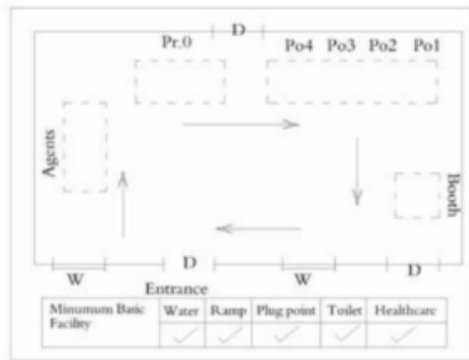 D
Pr.0 Po4 Po3 Po2 Po1
Agents
Booth
W D W D
Entrance
Minumum Basic Facility Water Ramp Plug point Toilet Healthcare